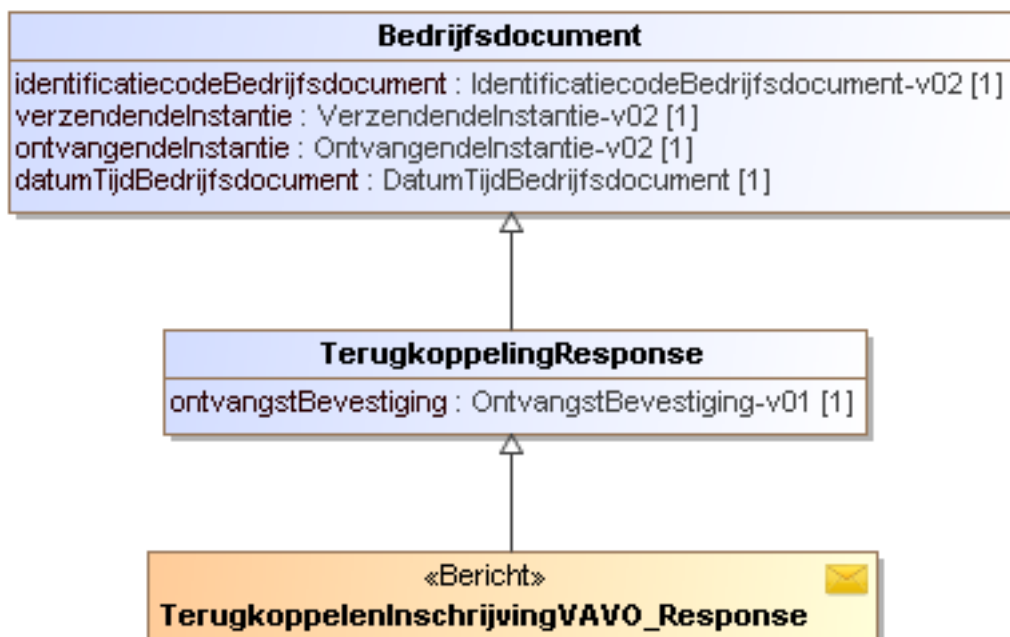 Bedrijfsdocument
identificatiecodeBedrijfsdocument : IdentificatiecodeBedrijfsdocument-v02 [1]
verzendendeInstantie : VerzendendeInstantie-v02 [1]
ontvangendeInstantie : OntvangendeInstantie-v02 [1]
datumTijdBedrijfsdocument : DatumTijdBedrijfsdocument [1]
TerugkoppelingResponse
ontvangstBevestiging : OntvangstBevestiging-v01 [1]
«Bericht»
TerugkoppelenInschrijvingVAVO_Response